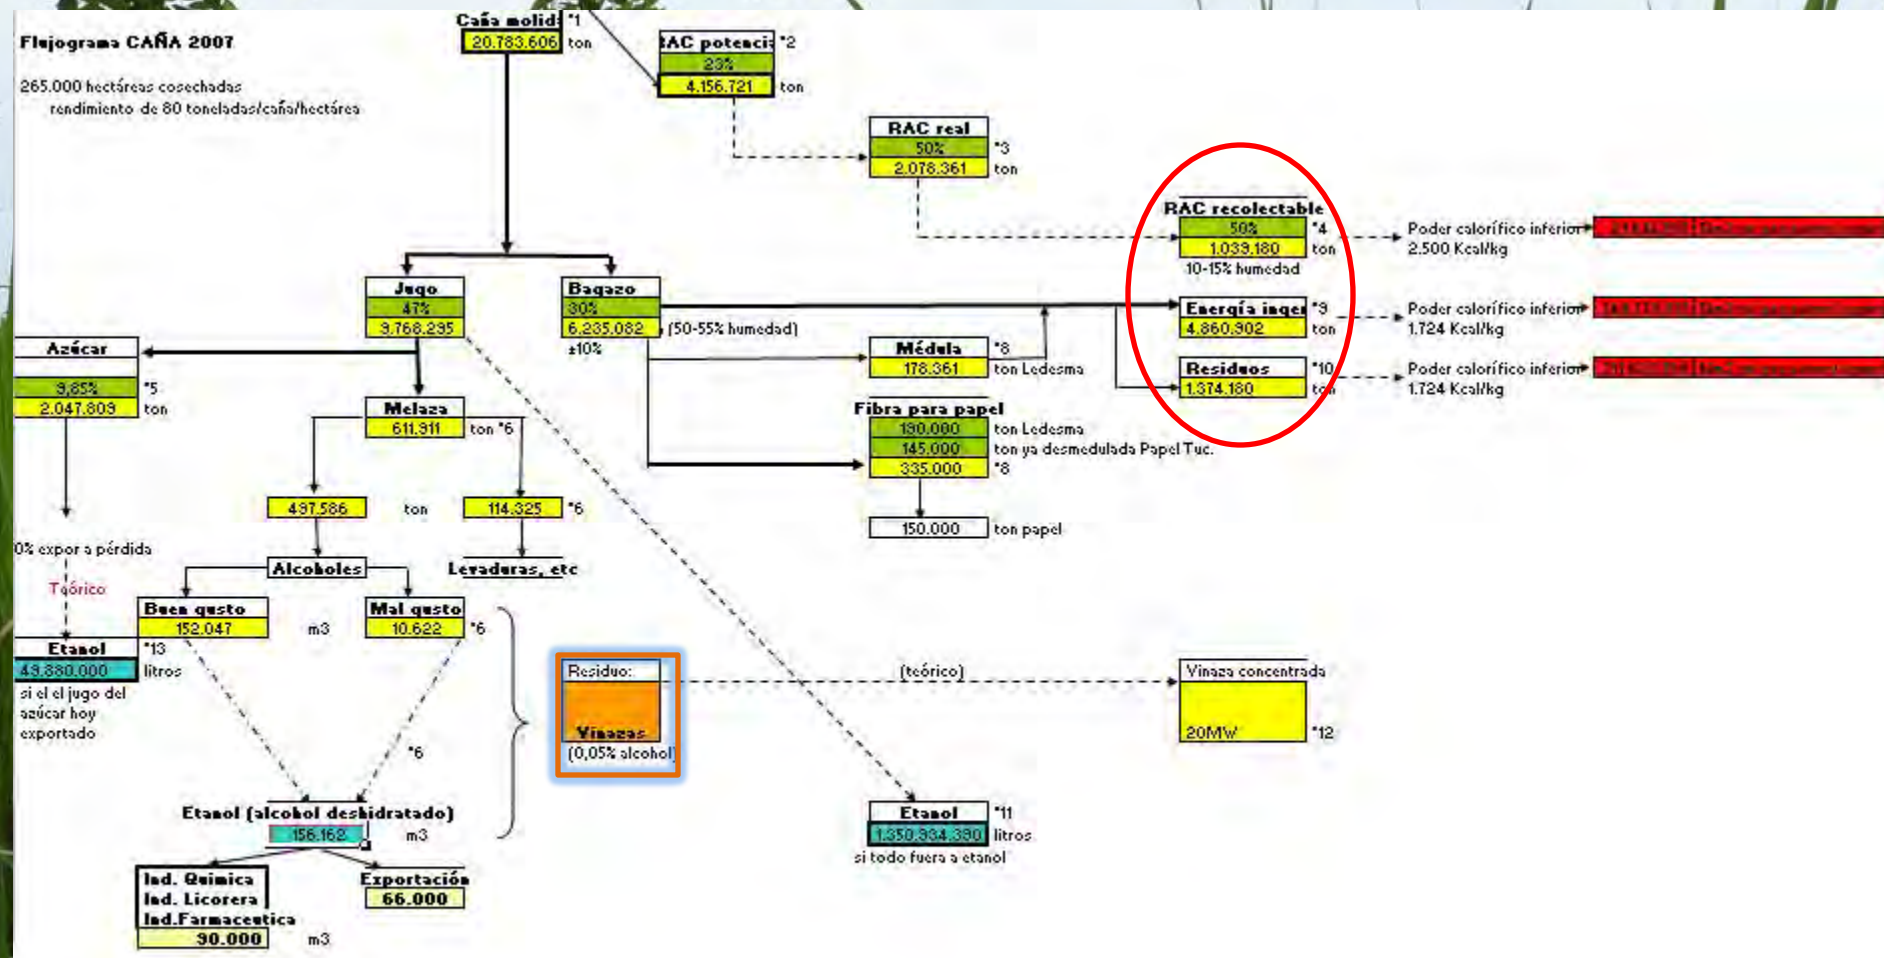 Flujograma CAÑA 2007
265.000 hectáreas cosechadas
rendimiento de 80 toneladas/caña/hectárea
Caña molid *1
20.783.606 ton
RAC potenci *2
23%
4.156.721 ton
RAC real
50% *3
2.078.361 ton
RAC recolectable
50% *4
1.039.180 ton
10-15% humedad
Poder calorífico inferior
2.500 Kcal/kg
Jugo
47%
9.768.295
Bagazo
30%
6.235.082 (50-55% humedad)
±10%
Energía inger *9
4.860.902 ton
Poder calorífico inferior
1.724 Kcal/kg
Residuos *10
1.374.180 ton
Poder calorífico inferior
1.724 Kcal/kg
Azúcar
9,85% *5
2.047.809 ton
Médula *8
178.361 ton Ledesma
Melaza
611.911 ton *6
Fibra para papel
190.000 ton Ledesma
145.000 ton ya desmedulada Papel Tuc.
335.000 *8
150.000 ton papel
497.586 ton
114.325 *6
0% expor a pérdida
Teórico
Alcoholes
Levaduras, etc
Buen gusto
152.047 m3
Mal gusto
10.622 *6
Etanol *13
49.880.000 litros
si el el jugo del
azúcar hoy
exportado
*6
Residuo:
Vinazas
(0,05% alcohol)
(teórico)
Vinaza concentrada
20MW *12
Etanol (alcohol deshidratado)
156.162 m3
Etanol *11
1.350.934.390 litros
si todo fuera a etanol
Ind. Química
Ind. Licorera
Ind.Farmaceutica
90.000 m3
Exportación
66.000